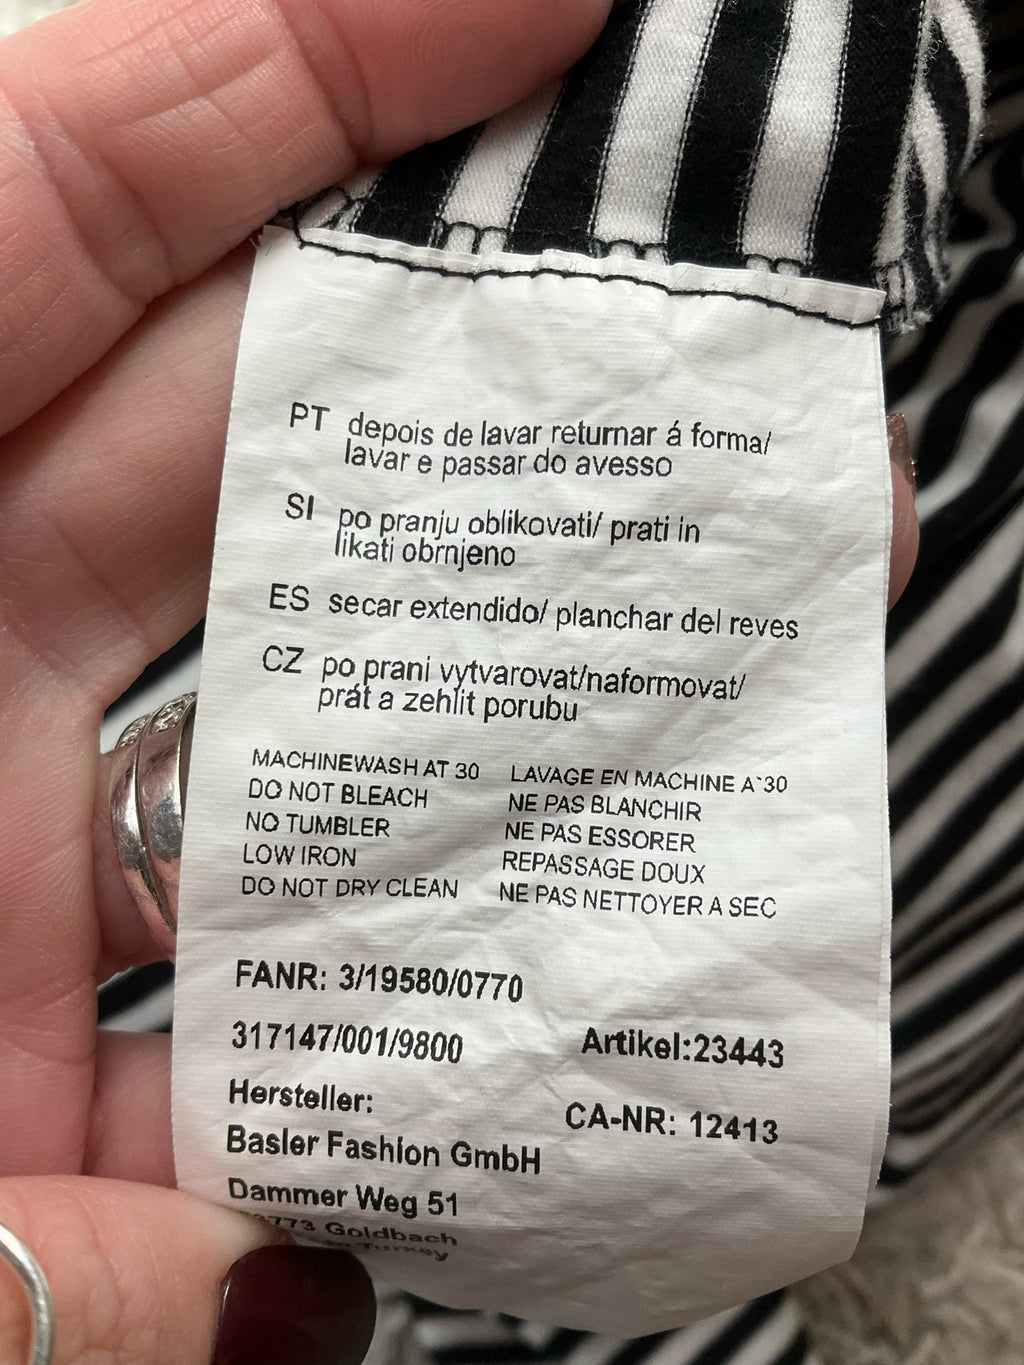 PT depois de lavar returnar á forma/
lavar e passar do avesso
SI po pranju oblikovati/ prati in
likati obrnjeno
ES secar extendido/ planchar del reves
CZ po prani vytvarovat/naformovat/
prát a zehlit porubu
MACHINEWASH AT 30
DO NOT BLEACH
NO TUMBLER
LOW IRON
DO NOT DRY CLEAN
LAVAGE EN MACHINE A`30
NE PAS BLANCHIR
NE PAS ESSORER
REPASSAGE DOUX
NE PAS NETTOYER A SEC
FANR: 3/19580/0770
317147/001/9800
Artikel:23443
Hersteller:
CA-NR: 12413
Basler Fashion GmbH
Dammer Weg 51
Goldbach
Turkey